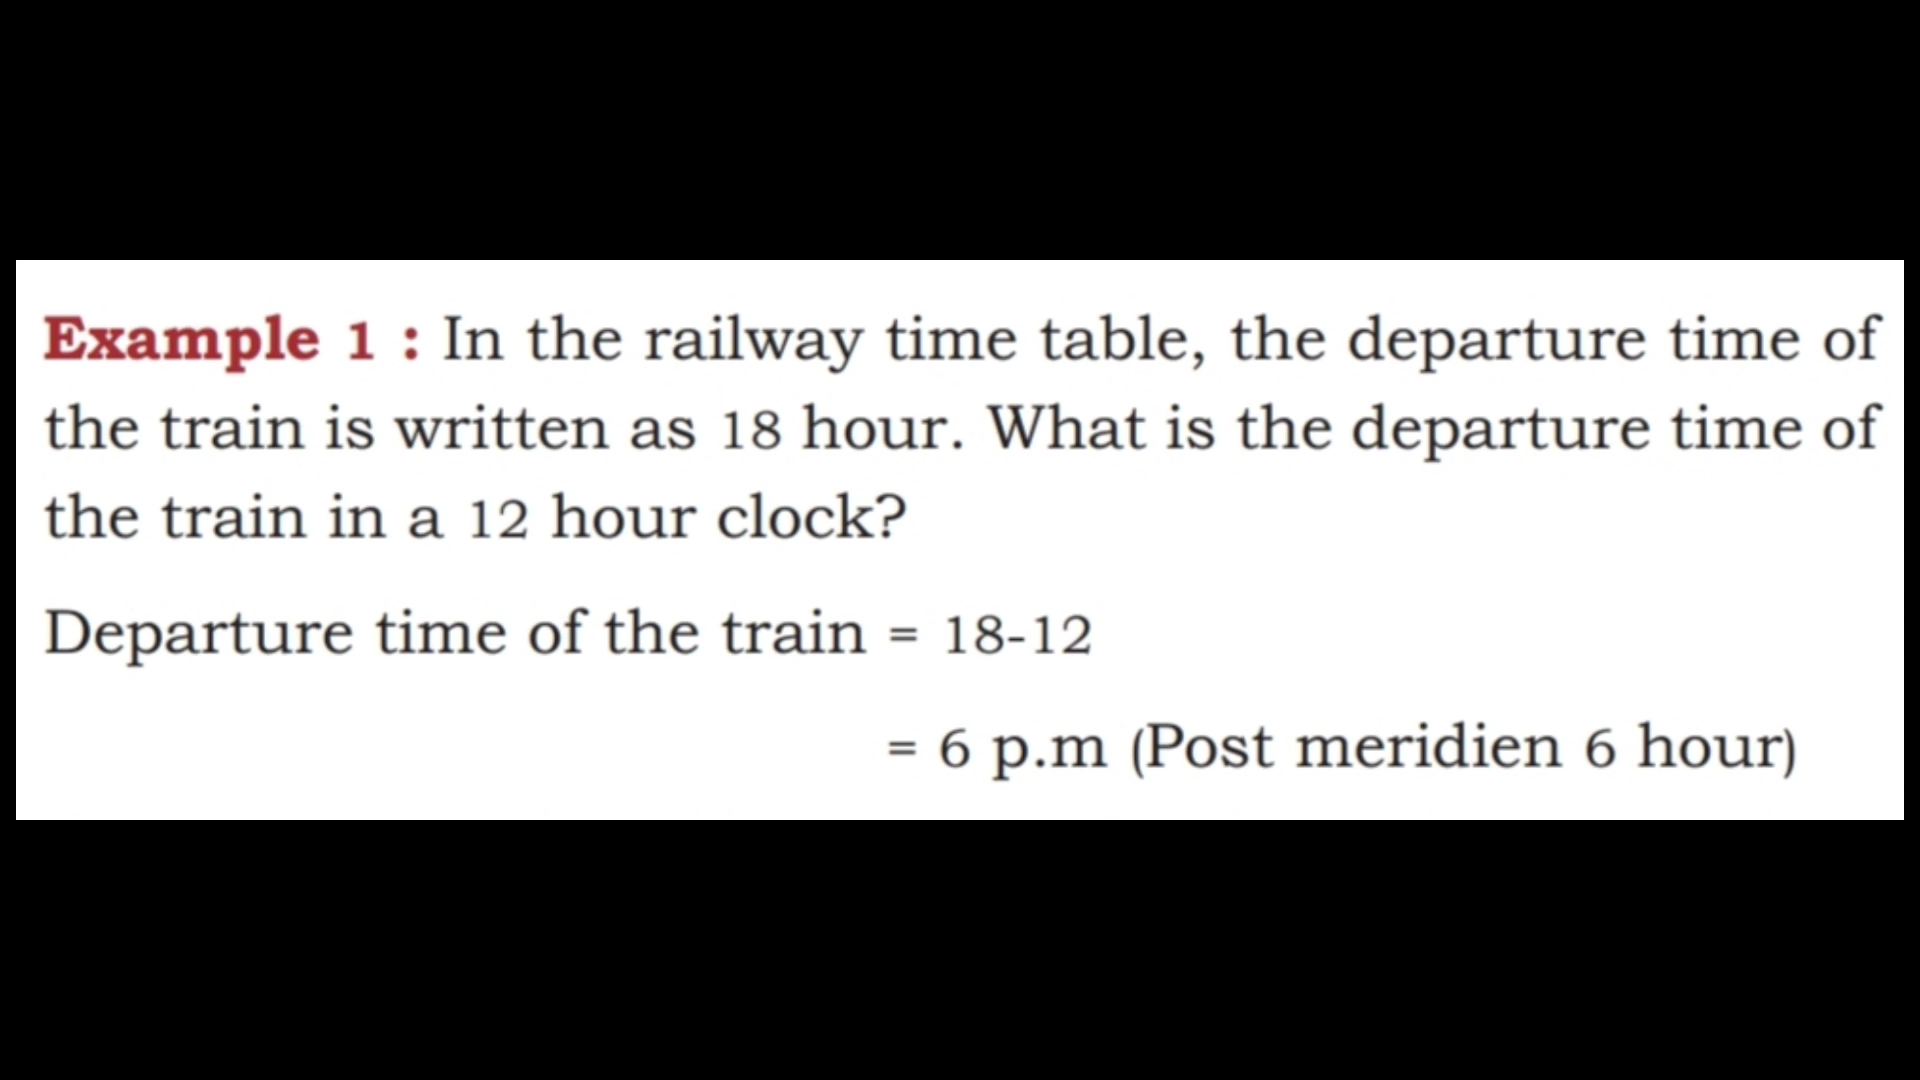 Example 1 : In the railway time table, the departure time of
the train is written as 18 hour. What is the departure time of
the train in a 12 hour clock?
Departure time of the train = 18-12
= 6 p.m (Post meridien 6 hour)